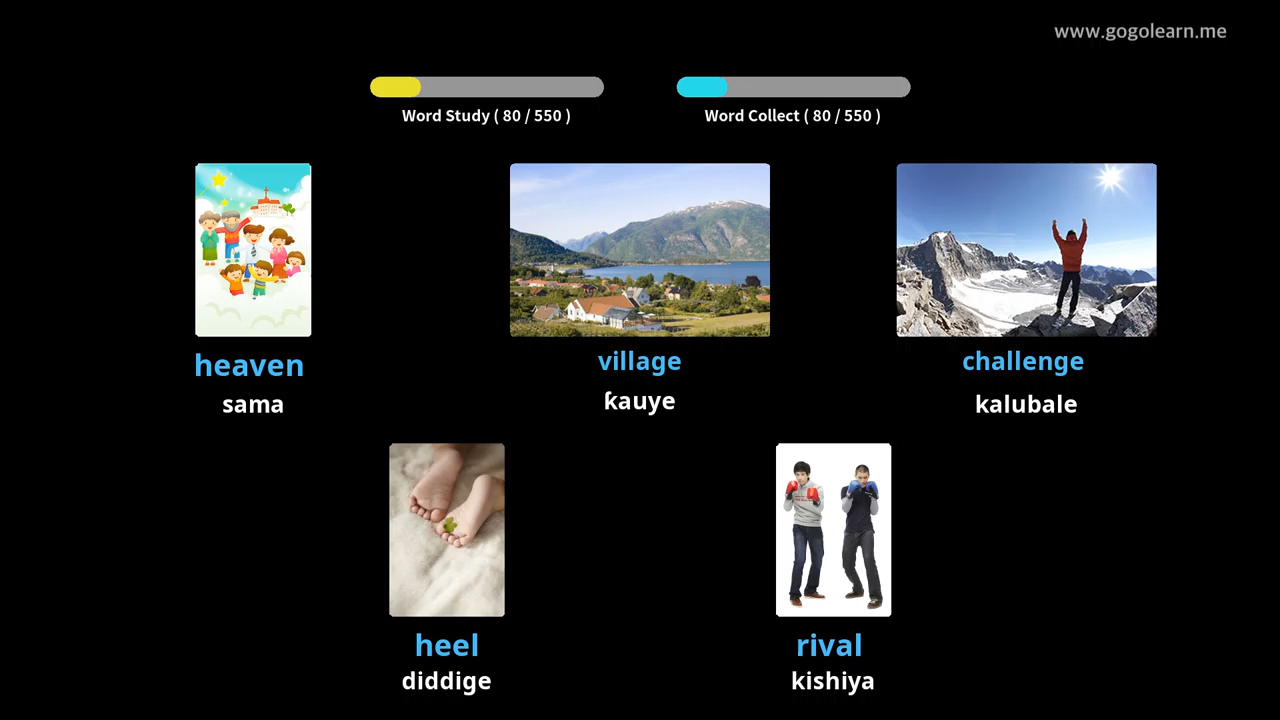 www.gogolearn.me
Word Study ( 80 / 550 )
Word Collect ( 80 / 550 )
heaven
sama
village
ƙauye
challenge
kalubale
heel
diddige
rival
kishiya